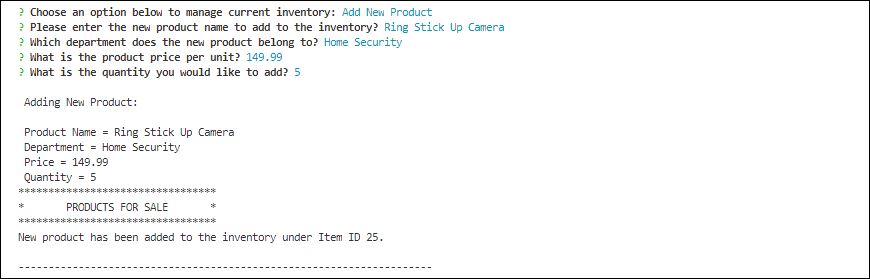 ? Choose an option below to manage current inventory: Add New Product
? Please enter the new product name to add to the inventory? Ring Stick Up Camera
? Which department does the new product belong to? Home Security
? What is the product price per unit? 149.99
? What is the quantity you would like to add? 5
Adding New Product:
Product Name = Ring Stick Up Camera
Department = Home Security
Price = 149.99
Quantity = 5
*********************************
*       PRODUCTS FOR SALE       *
*********************************
New product has been added to the inventory under Item ID 25.
---------------------------------------------------------------------